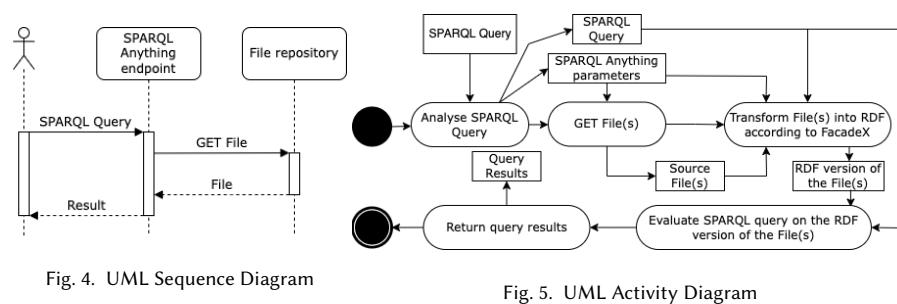 SPARQL
Anything
endpoint
File repository
SPARQL Query
GET File
File
Result
Fig. 4. UML Sequence Diagram
SPARQL Query
SPARQL
Query
SPARQL Anything
parameters
Analyse SPARQL
Query
GET File(s)
Transform File(s) into RDF
according to FacadeX
Query
Results
Source
File(s)
RDF version
of the File(s)
Return query results
Evaluate SPARQL query on the RDF
version of the File(s)
Fig. 5. UML Activity Diagram